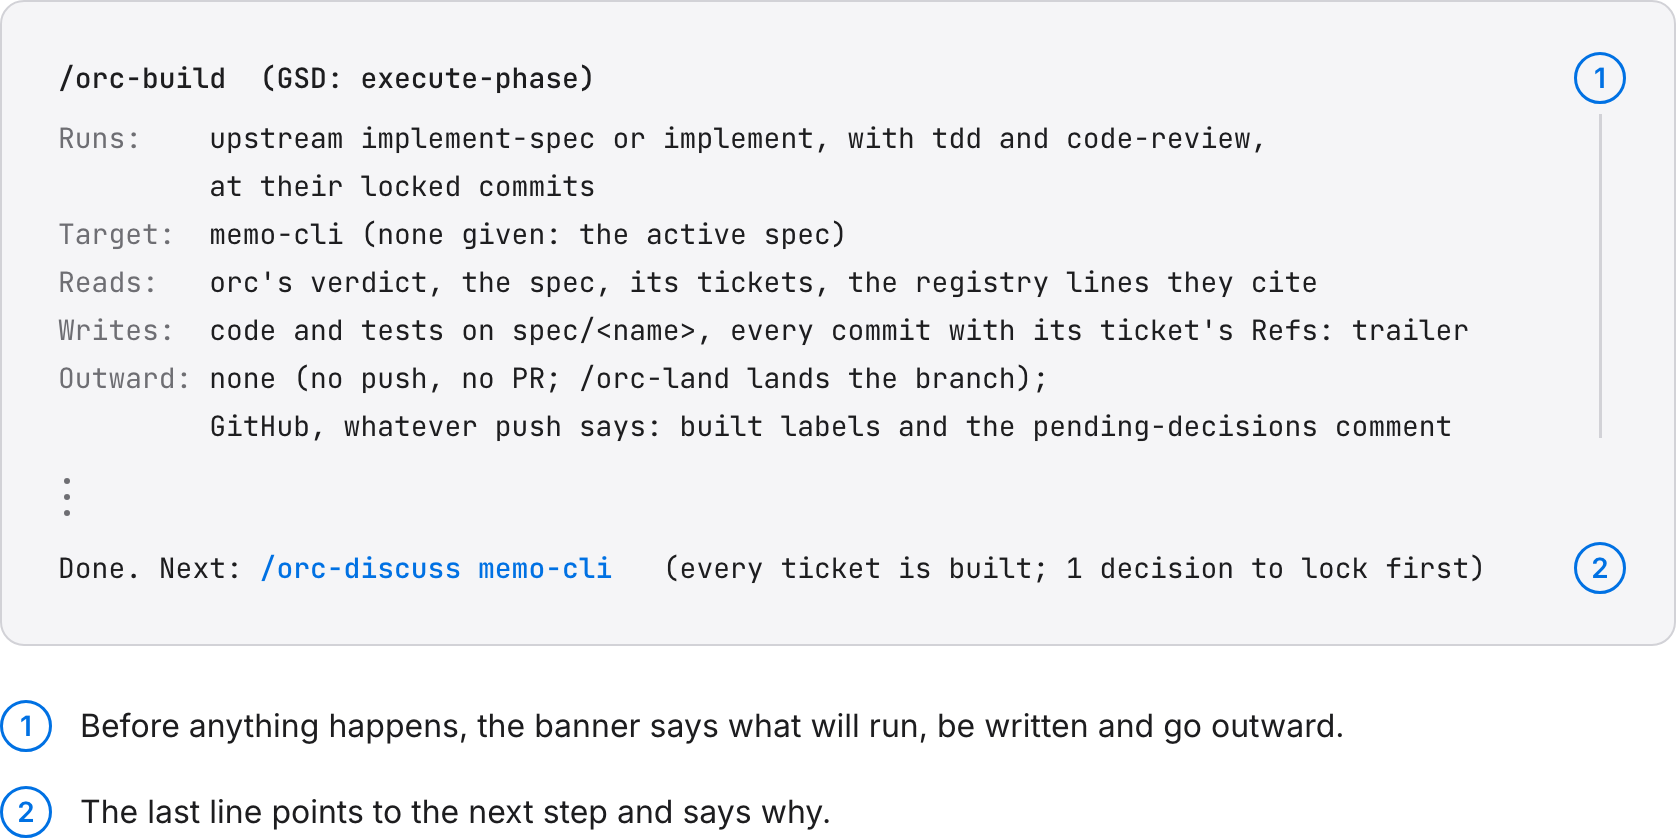 /orc-build  (GSD: execute-phase)
1
Runs:    upstream implement-spec or implement, with tdd and code-review,
at their locked commits
Target:  memo-cli (none given: the active spec)
Reads:   orc's verdict, the spec, its tickets, the registry lines they cite
Writes:  code and tests on spec/<name>, every commit with its ticket's Refs: trailer
Outward: none (no push, no PR; /orc-land lands the branch);
GitHub, whatever push says: built labels and the pending-decisions comment
Done. Next: /orc-discuss memo-cli   (every ticket is built; 1 decision to lock first)
2
1 Before anything happens, the banner says what will run, be written and go outward.
2 The last line points to the next step and says why.